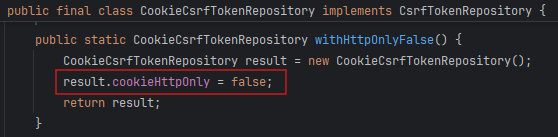 public final class CookieCsrfTokenRepository implements CsrfTokenRepository {
public static CookieCsrfTokenRepository withHttpOnlyFalse() {
CookieCsrfTokenRepository result = new CookieCsrfTokenRepository();
result.cookieHttpOnly = false;
return result;
}